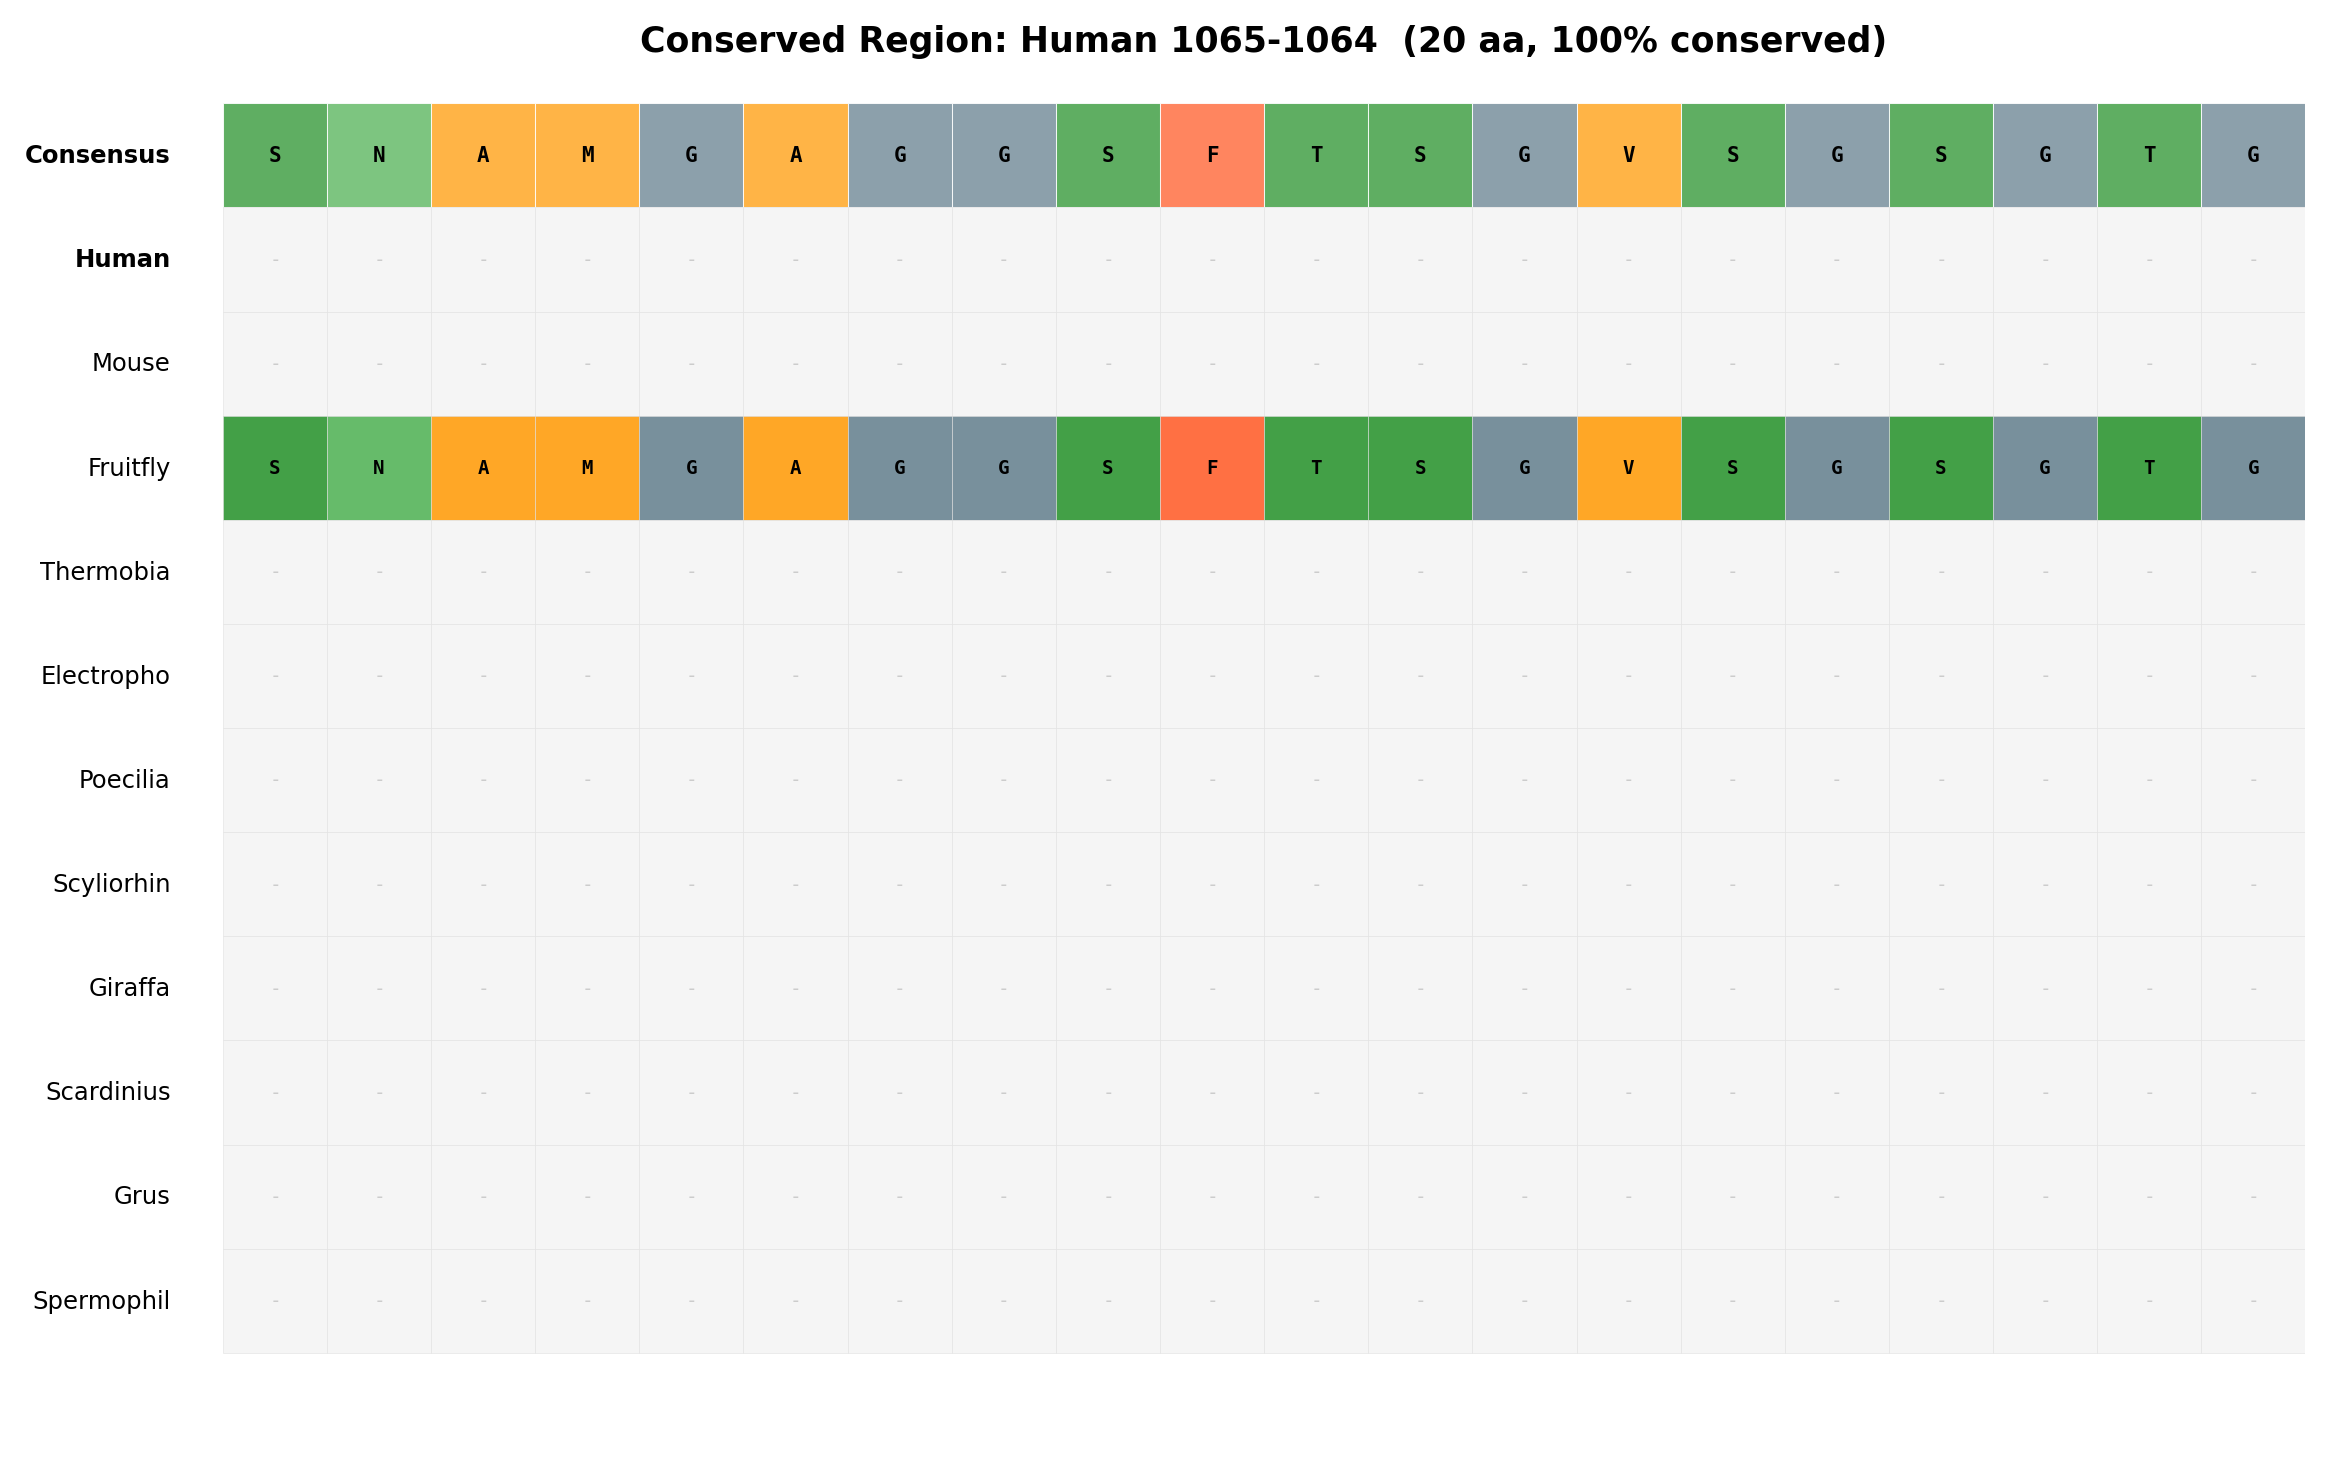 Conserved Region: Human 1065-1064 (20 aa, 100% conserved)
Consensus S N A M G A G G S F T S G V S G S G T G
Human - - - - - - - - - - - - - - - - - - - -
Mouse - - - - - - - - - - - - - - - - - - - -
Fruitfly S N A M G A G G S F T S G V S G S G T G
Thermobia - - - - - - - - - - - - - - - - - - - -
Electropho - - - - - - - - - - - - - - - - - - - -
Poecilia - - - - - - - - - - - - - - - - - - - -
Scyliorhin - - - - - - - - - - - - - - - - - - - -
Giraffa - - - - - - - - - - - - - - - - - - - -
Scardinius - - - - - - - - - - - - - - - - - - - -
Grus - - - - - - - - - - - - - - - - - - - -
Spermophil - - - - - - - - - - - - - - - - - - - -